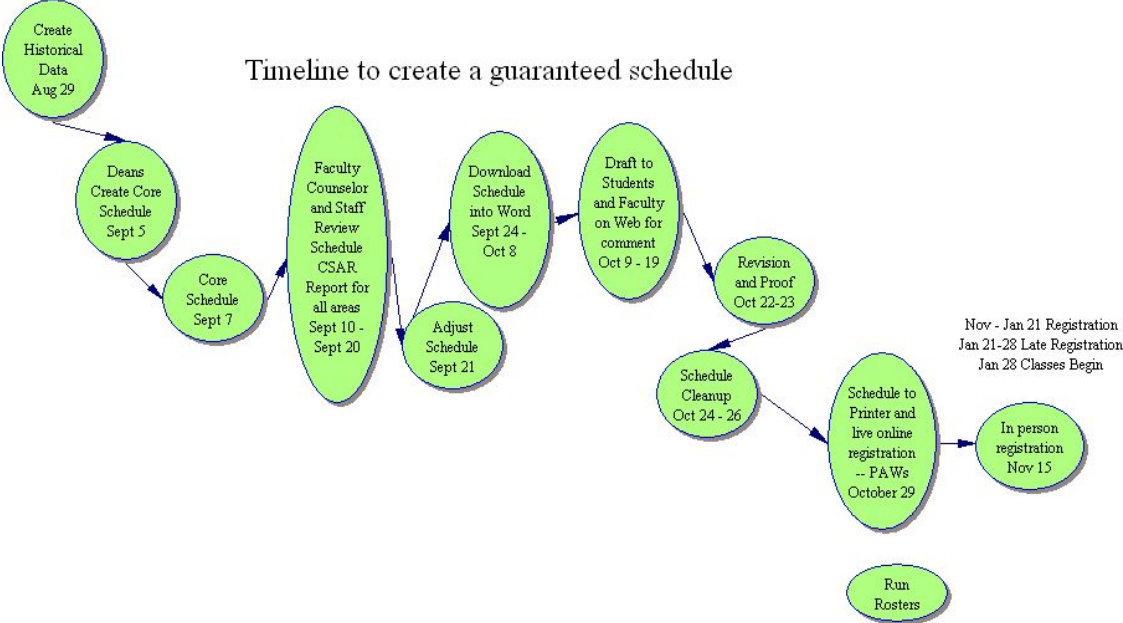 Create
Historical
Data
Aug 29
Timeline to create a guaranteed schedule
Deans
Create Core
Schedule
Sept 5
Core
Schedule
Sept 7
Faculty
Counselor
and Staff
Review
Schedule
CSAR
Report for
all areas
Sept 10 -
Sept 20
Adjust
Schedule
Sept 21
Download
Schedule
into Word
Sept 24 -
Oct 8
Draft to
Students
and Faculty
on Web for
comment
Oct 9 - 19
Revision
and Proof
Oct 22-23
Schedule
Cleanup
Oct 24 - 26
Schedule to
Printer and
live online
registration
-- PAWs
October 29
Nov - Jan 21 Registration
Jan 21-28 Late Registration
Jan 28 Classes Begin
In person
registration
Nov 15
Run
Rosters